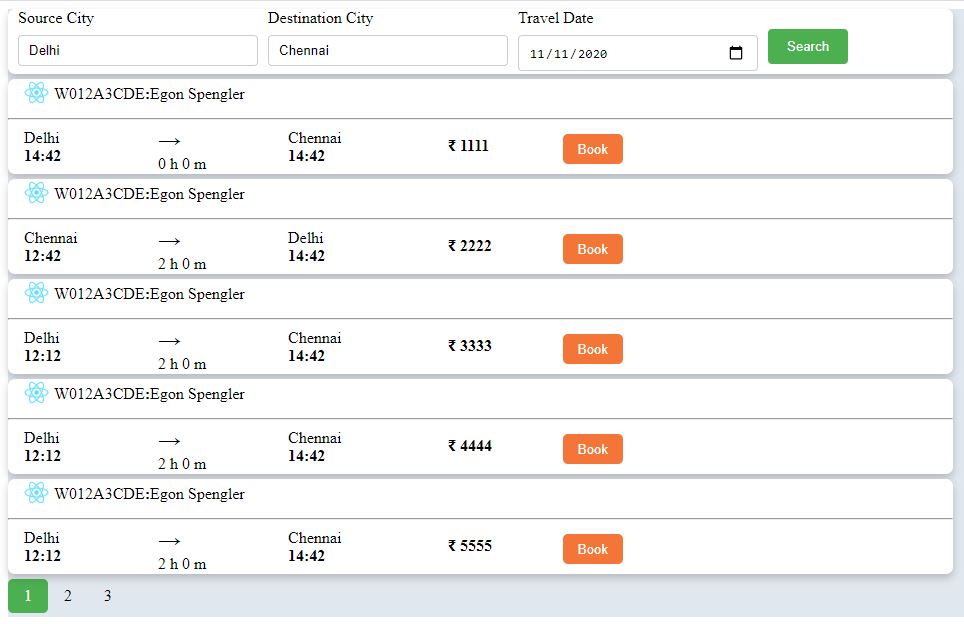 Source City Destination City Travel Date
Delhi Chennai 11/11/2020 Search
W012A3CDE:Egon Spengler
Delhi → Chennai ₹ 1111 Book
14:42 0 h 0 m 14:42
W012A3CDE:Egon Spengler
Chennai → Delhi ₹ 2222 Book
12:42 2 h 0 m 14:42
W012A3CDE:Egon Spengler
Delhi → Chennai ₹ 3333 Book
12:12 2 h 0 m 14:42
W012A3CDE:Egon Spengler
Delhi → Chennai ₹ 4444 Book
12:12 2 h 0 m 14:42
W012A3CDE:Egon Spengler
Delhi → Chennai ₹ 5555 Book
12:12 2 h 0 m 14:42
1 2 3